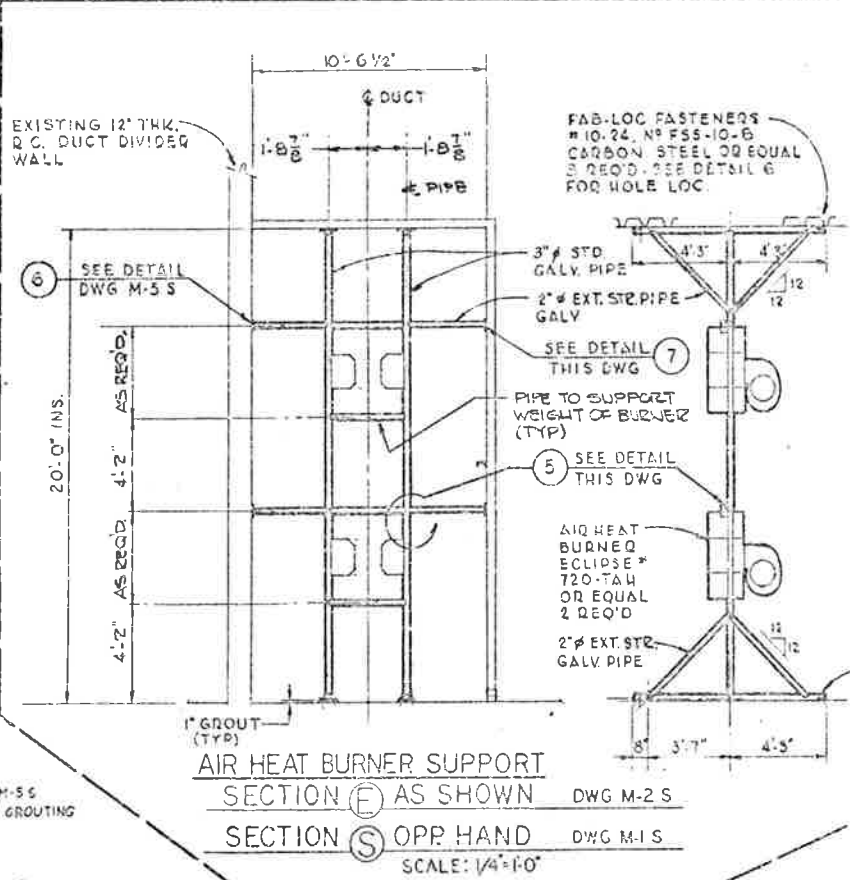 10'-6 1/2"
℄ DUCT
EXISTING 12" THK.
R.C. DUCT DIVIDER
WALL
1'-8 7/8"
1'-8 7/8"
℄ PIPE
FAB-LOC FASTENERS
#10-24, Nº FSS-10-8
CARBON STEEL OR EQUAL
REQ'D. SEE DETAIL 6
FOR HOLE LOC.
3"ø STD.
GALV. PIPE
4'-3"
4'-3"
12
12
6
SEE DETAIL
DWG M-5 S
2"ø EXT. STR. PIPE
GALV.
SEE DETAIL
THIS DWG
7
AS REQ'D.
PIPE TO SUPPORT
WEIGHT OF BURNER
(TYP)
20'-0" INS.
4'-2"
5
SEE DETAIL
THIS DWG
AS REQ'D.
AIR HEAT
BURNER
ECLIPSE #
720-TAH
OR EQUAL
2 REQ'D
4'-2"
2"ø EXT. STR.
GALV. PIPE
12
12
1" GROUT
(TYP)
8"
3'-7"
4'-5"
AIR HEAT BURNER SUPPORT
SECTION E AS SHOWN DWG M-2 S
SECTION S OPP. HAND DWG M-1 S
SCALE: 1/4"=1'-0"
M-5 S
GROUTING